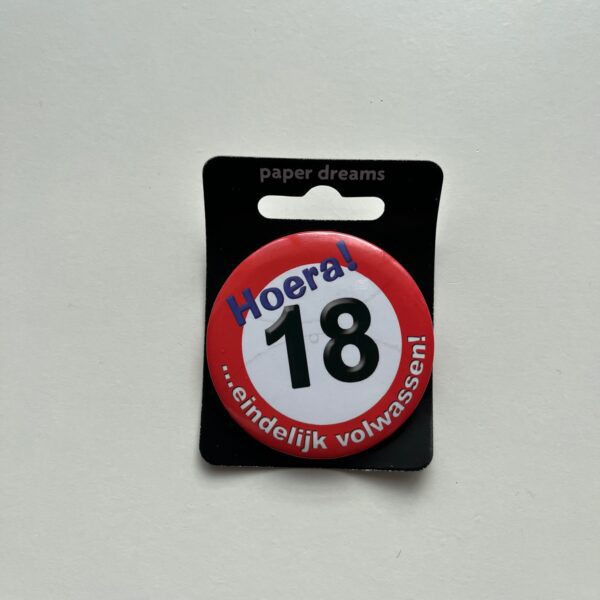 paper dreams
Hoera!
18
...eindelijk volwassen!